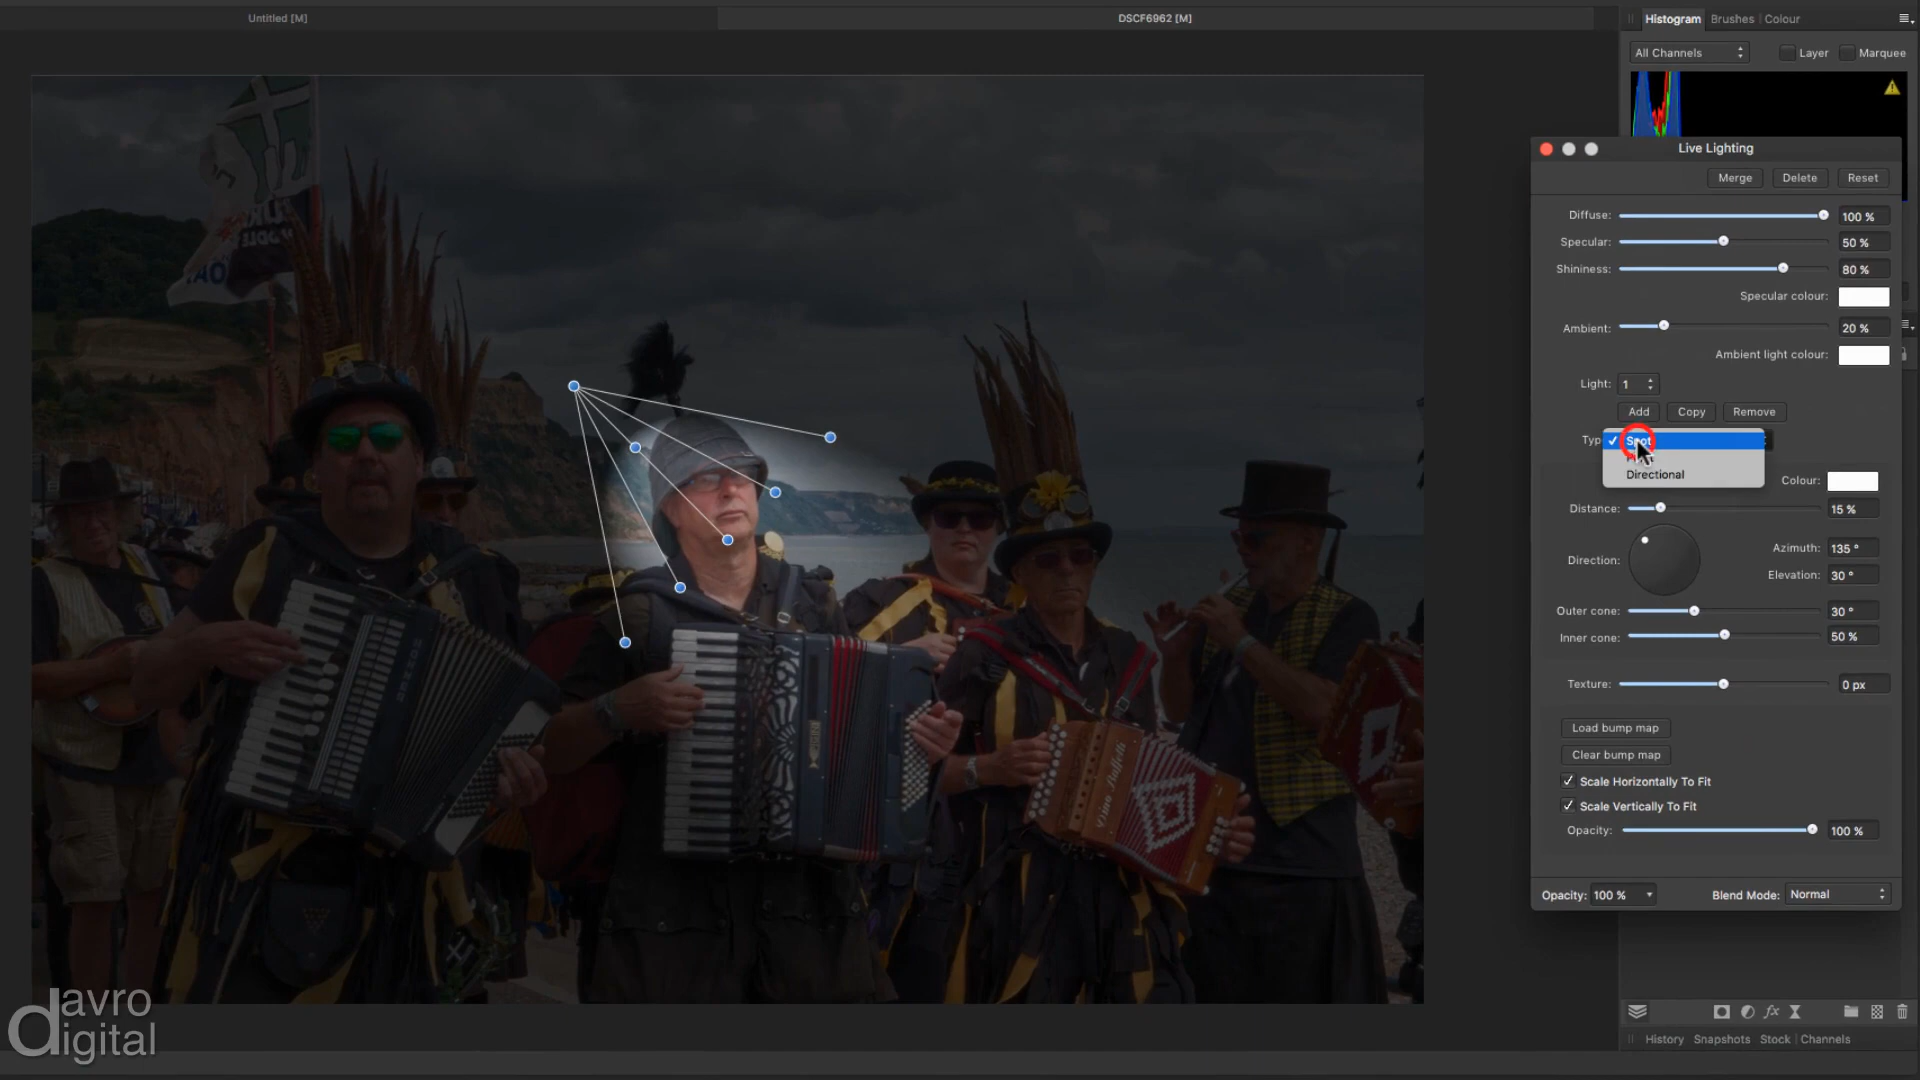 Untitled [M]
DSCF6962 [M]
Histogram Brushes Colour
All Channels
Layer Marquee
Live Lighting
Merge Delete Reset
Diffuse: 100 %
Specular: 50 %
Shininess: 80 %
Specular colour:
Ambient: 20 %
Ambient light colour:
Light: 1
Add Copy Remove
Typ ✓ Spot
Directional
Colour:
Distance: 15 %
Direction:
Azimuth: 135 °
Elevation: 30 °
Outer cone: 30 °
Inner cone: 50 %
Texture: 0 px
Load bump map
Clear bump map
Scale Horizontally To Fit
Scale Vertically To Fit
Opacity: 100 %
Opacity: 100 % Blend Mode: Normal
History Snapshots Stock Channels
davro
digital